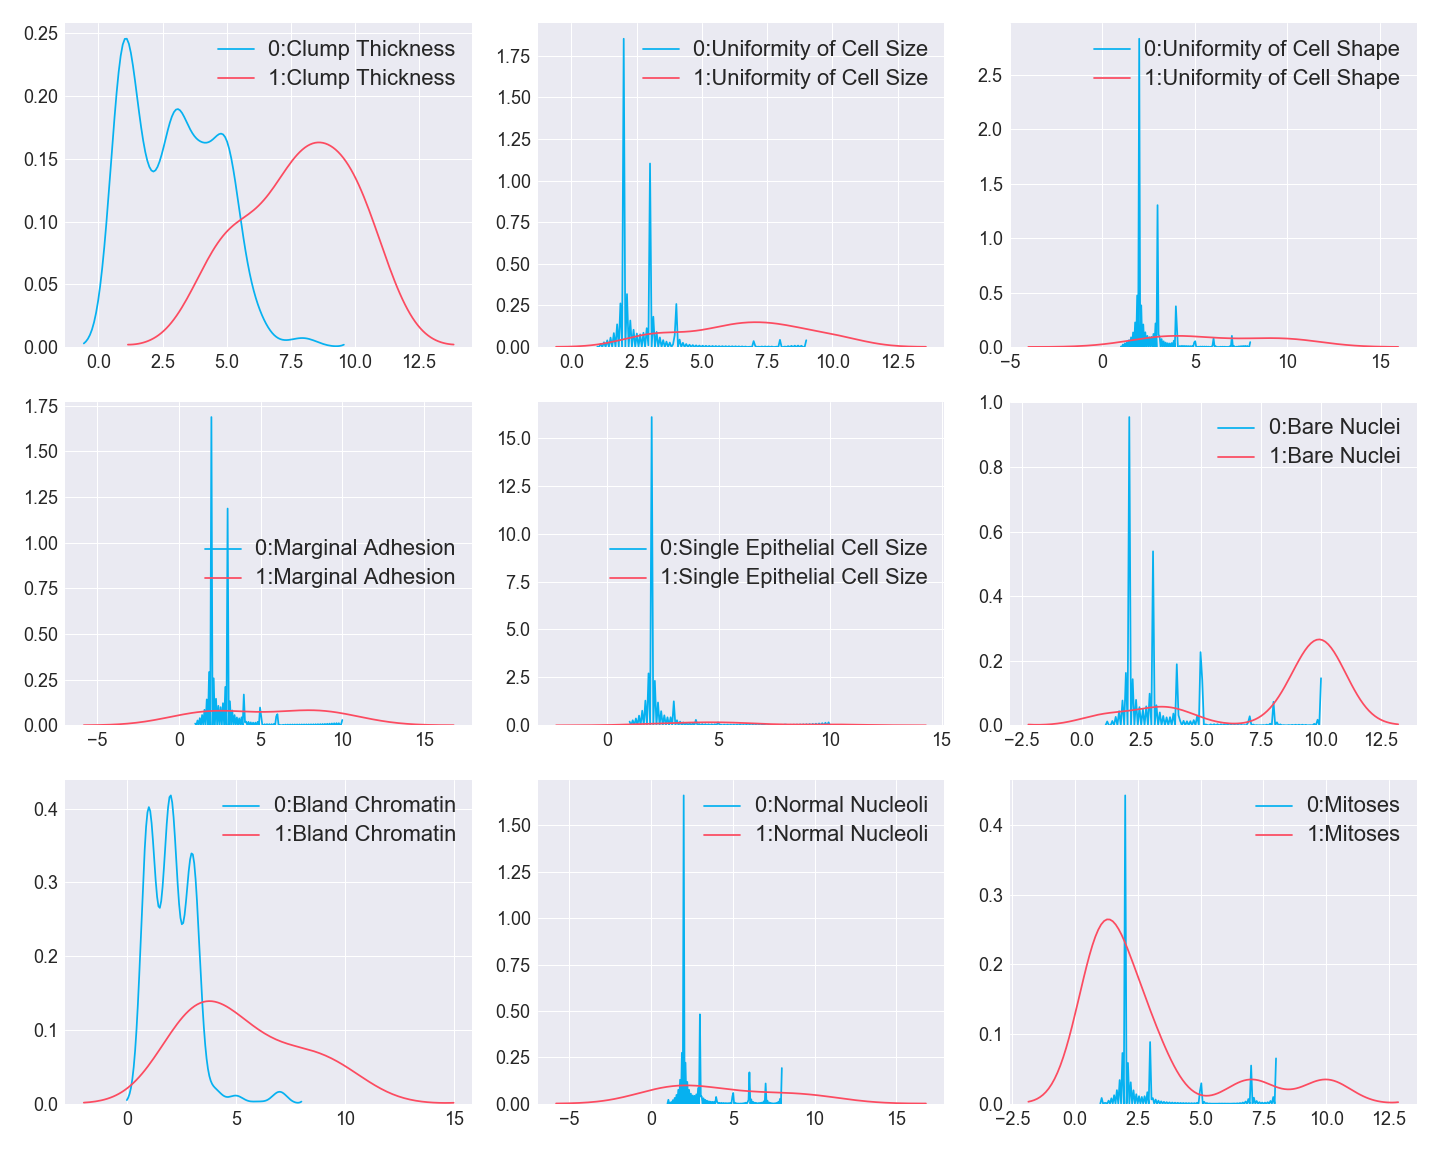 0.25
0.20
0.15
0.10
0.05
0.00
0.0 2.5 5.0 7.5 10.0 12.5
0:Clump Thickness
1:Clump Thickness
1.75
1.50
1.25
1.00
0.75
0.50
0.25
0.00
0.0 2.5 5.0 7.5 10.0 12.5
0:Uniformity of Cell Size
1:Uniformity of Cell Size
2.5
2.0
1.5
1.0
0.5
0.0
−5 0 5 10 15
0:Uniformity of Cell Shape
1:Uniformity of Cell Shape
1.75
1.50
1.25
1.00
0.75
0.50
0.25
0.00
−5 0 5 10 15
0:Marginal Adhesion
1:Marginal Adhesion
15.0
12.5
10.0
7.5
5.0
2.5
0.0
0 5 10 15
0:Single Epithelial Cell Size
1:Single Epithelial Cell Size
1.0
0.8
0.6
0.4
0.2
0.0
−2.5 0.0 2.5 5.0 7.5 10.0 12.5
0:Bare Nuclei
1:Bare Nuclei
0.4
0.3
0.2
0.1
0.0
0 5 10 15
0:Bland Chromatin
1:Bland Chromatin
1.50
1.25
1.00
0.75
0.50
0.25
0.00
−5 0 5 10 15
0:Normal Nucleoli
1:Normal Nucleoli
0.4
0.3
0.2
0.1
0.0
−2.5 0.0 2.5 5.0 7.5 10.0 12.5
0:Mitoses
1:Mitoses